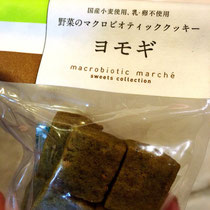 国産小麦使用、乳・卵不使用
野菜のマクロビオティッククッキー
ヨモギ
macrobiotic marché
sweets collection